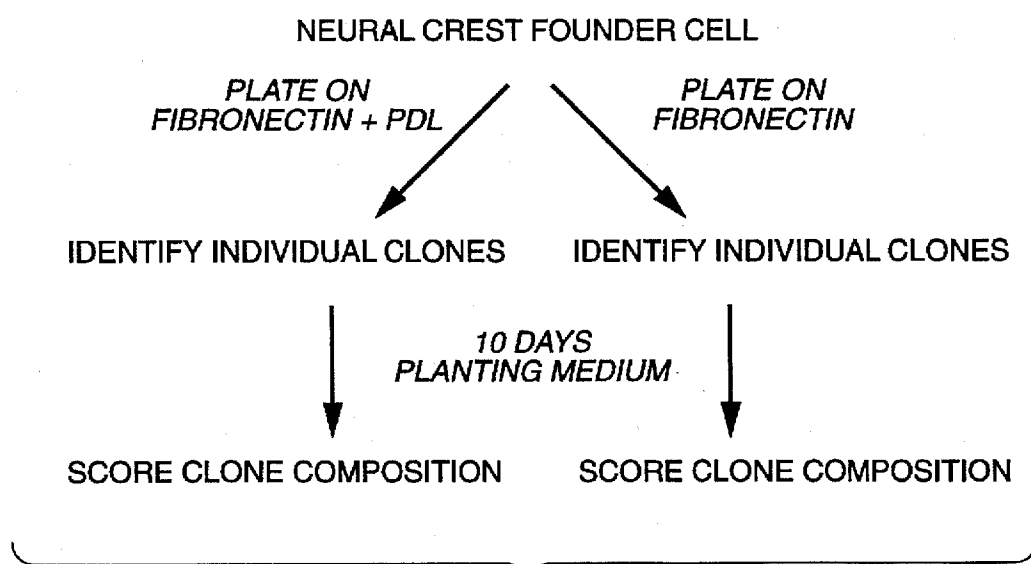 NEURAL CREST FOUNDER CELL
PLATE ON
FIBRONECTIN + PDL
PLATE ON
FIBRONECTIN
IDENTIFY INDIVIDUAL CLONES
IDENTIFY INDIVIDUAL CLONES
10 DAYS
PLANTING MEDIUM
SCORE CLONE COMPOSITION
SCORE CLONE COMPOSITION